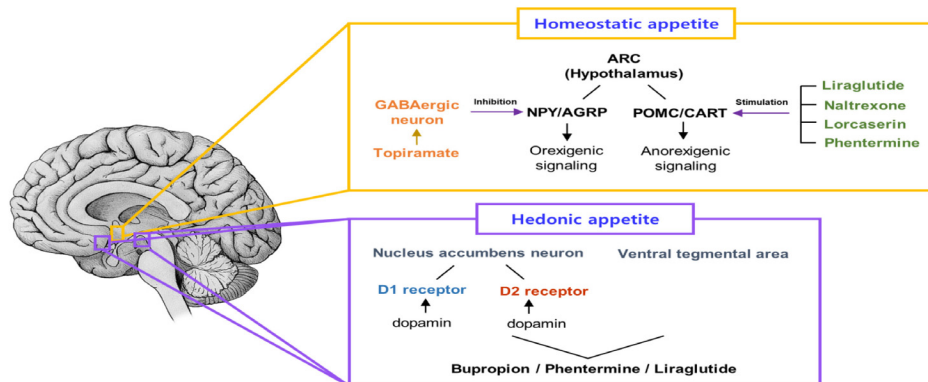 Homeostatic appetite
ARC
(Hypothalamus)
GABAergic
neuron
Inhibition
NPY/AGRP
POMC/CART
Stimulation
Liraglutide
Naltrexone
Lorcaserin
Phentermine
Topiramate
Orexigenic
signaling
Anorexigenic
signaling
Hedonic appetite
Nucleus accumbens neuron
Ventral tegmental area
D1 receptor
D2 receptor
dopamin
dopamin
Bupropion / Phentermine / Liraglutide